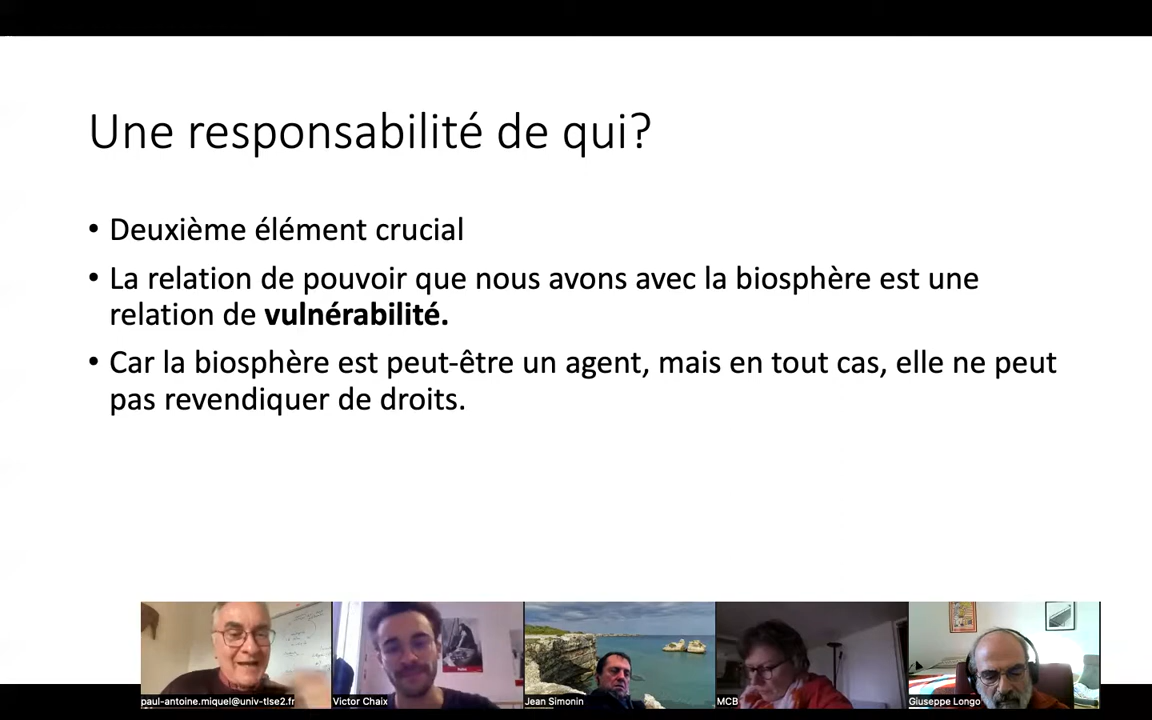 Une responsabilité de qui?
• Deuxième élément crucial
• La relation de pouvoir que nous avons avec la biosphère est une
relation de vulnérabilité.
• Car la biosphère est peut-être un agent, mais en tout cas, elle ne peut
pas revendiquer de droits.
paul-antoine.miquel@univ-tlse2.fr
Victor Chaix
Jean Simonin
MCB
Giuseppe Longo